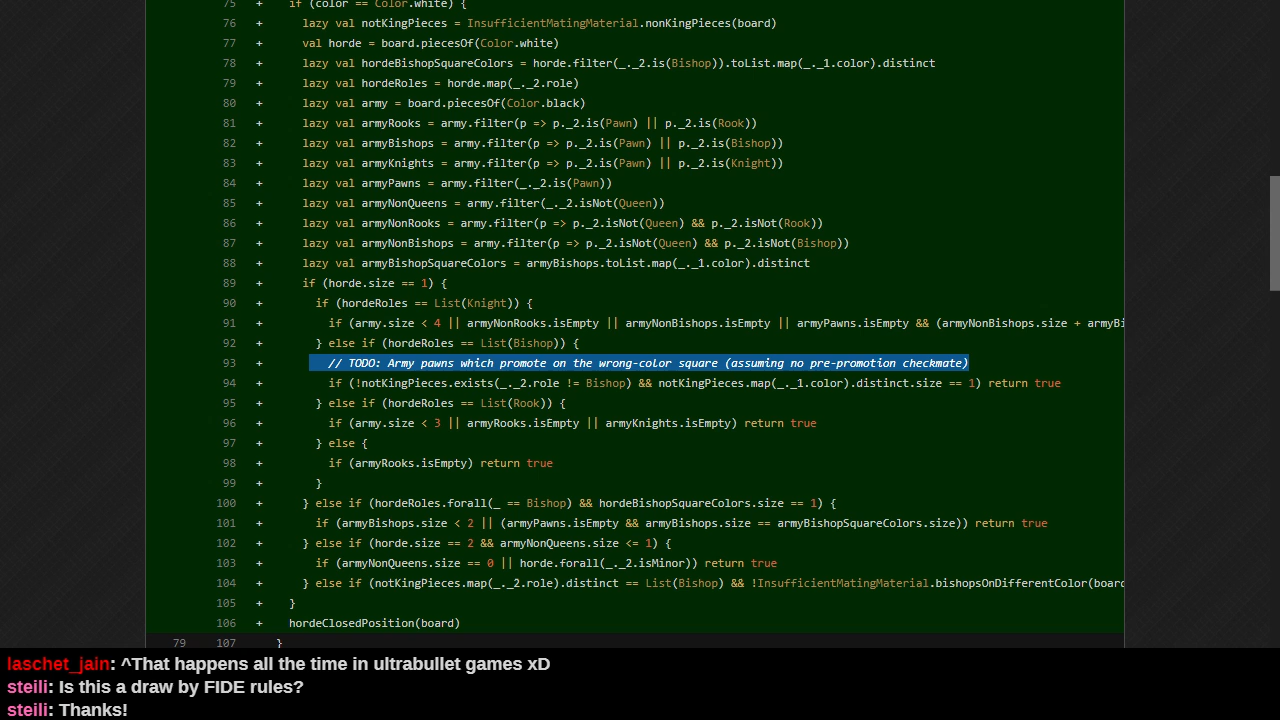 75 + if (color == Color.white) {
76 + lazy val notKingPieces = InsufficientMatingMaterial.nonKingPieces(board)
77 + val horde = board.piecesOf(Color.white)
78 + lazy val hordeBishopSquareColors = horde.filter(_._2.is(Bishop)).toList.map(_._1.color).distinct
79 + lazy val hordeRoles = horde.map(_._2.role)
80 + lazy val army = board.piecesOf(Color.black)
81 + lazy val armyRooks = army.filter(p => p._2.is(Pawn) || p._2.is(Rook))
82 + lazy val armyBishops = army.filter(p => p._2.is(Pawn) || p._2.is(Bishop))
83 + lazy val armyKnights = army.filter(p => p._2.is(Pawn) || p._2.is(Knight))
84 + lazy val armyPawns = army.filter(_._2.is(Pawn))
85 + lazy val armyNonQueens = army.filter(_._2.isNot(Queen))
86 + lazy val armyNonRooks = army.filter(p => p._2.isNot(Queen) && p._2.isNot(Rook))
87 + lazy val armyNonBishops = army.filter(p => p._2.isNot(Queen) && p._2.isNot(Bishop))
88 + lazy val armyBishopSquareColors = armyBishops.toList.map(_._1.color).distinct
89 + if (horde.size == 1) {
90 + if (hordeRoles == List(Knight)) {
91 + if (army.size < 4 || armyNonRooks.isEmpty || armyNonBishops.isEmpty || armyPawns.isEmpty && (armyNonBishops.size + armyBi
92 + } else if (hordeRoles == List(Bishop)) {
93 + // TODO: Army pawns which promote on the wrong-color square (assuming no pre-promotion checkmate)
94 + if (!notKingPieces.exists(_._2.role != Bishop) && notKingPieces.map(_._1.color).distinct.size == 1) return true
95 + } else if (hordeRoles == List(Rook)) {
96 + if (army.size < 3 || armyRooks.isEmpty || armyKnights.isEmpty) return true
97 + } else {
98 + if (armyRooks.isEmpty) return true
99 + }
100 + } else if (hordeRoles.forall(_ == Bishop) && hordeBishopSquareColors.size == 1) {
101 + if (armyBishops.size < 2 || (armyPawns.isEmpty && armyBishops.size == armyBishopSquareColors.size)) return true
102 + } else if (horde.size == 2 && armyNonQueens.size <= 1) {
103 + if (armyNonQueens.size == 0 || horde.forall(_._2.isMinor)) return true
104 + } else if (notKingPieces.map(_._2.role).distinct == List(Bishop) && !InsufficientMatingMaterial.bishopsOnDifferentColor(board
105 + }
106 + hordeClosedPosition(board)
79 107 }
laschet_jain: ^That happens all the time in ultrabullet games xD
steili: Is this a draw by FIDE rules?
steili: Thanks!